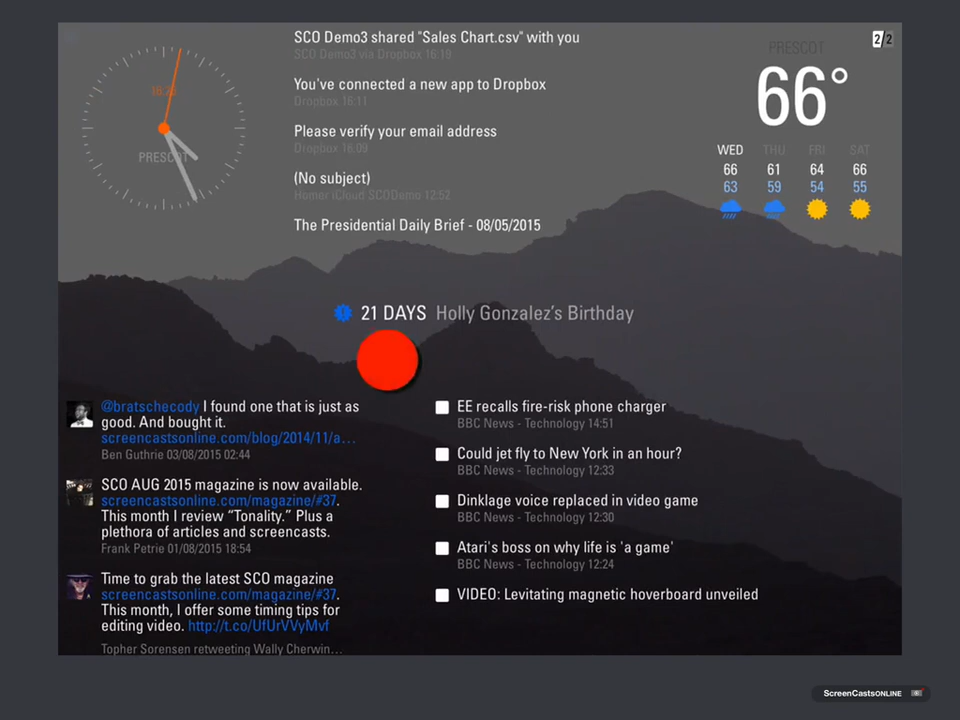 SCO Demo3 shared "Sales Chart.csv" with you
SCO Demo3 via Dropbox 16:19
You've connected a new app to Dropbox
Dropbox 16:11
Please verify your email address
Dropbox 16:09
(No subject)
Homer iCloud SCODemo 12:52
The Presidential Daily Brief - 08/05/2015
PRESCOT
PRESCOT
2/2
66°
WED THU FRI SAT
66 61 64 66
63 59 54 55
21 DAYS Holly Gonzalez's Birthday
@bratschecody I found one that is just as
good. And bought it.
screencastsonline.com/blog/2014/11/a…
Ben Guthrie 03/08/2015 02:44
SCO AUG 2015 magazine is now available.
screencastsonline.com/magazine/#37.
This month I review “Tonality.” Plus a
plethora of articles and screencasts.
Frank Petrie 01/08/2015 18:54
Time to grab the latest SCO magazine
screencastsonline.com/magazine/#37.
This month, I offer some timing tips for
editing video. http://t.co/UfUrVVyMvf
Topher Sorensen retweeting Wally Cherwin…
EE recalls fire-risk phone charger
BBC News - Technology 14:51
Could jet fly to New York in an hour?
BBC News - Technology 12:33
Dinklage voice replaced in video game
BBC News - Technology 12:30
Atari's boss on why life is 'a game'
BBC News - Technology 12:24
VIDEO: Levitating magnetic hoverboard unveiled
ScreenCastsONLINE